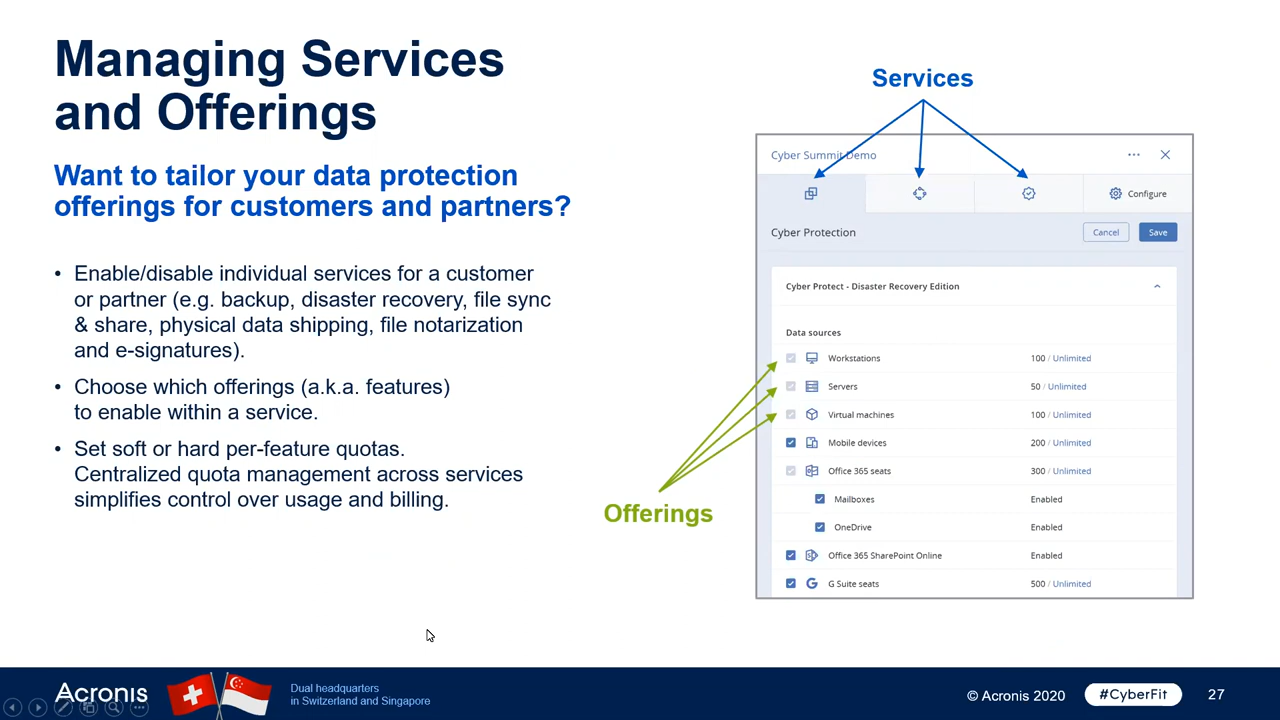 Managing Services
and Offerings
Want to tailor your data protection
offerings for customers and partners?
• Enable/disable individual services for a customer
or partner (e.g. backup, disaster recovery, file sync
& share, physical data shipping, file notarization
and e-signatures).
• Choose which offerings (a.k.a. features)
to enable within a service.
• Set soft or hard per-feature quotas.
Centralized quota management across services
simplifies control over usage and billing.
Services
Cyber Summit Demo
Configure
Cyber Protection Cancel Save
Cyber Protect - Disaster Recovery Edition
Data sources
Workstations 100 / Unlimited
Servers 50 / Unlimited
Virtual machines 100 / Unlimited
Mobile devices 200 / Unlimited
Office 365 seats 300 / Unlimited
Mailboxes Enabled
OneDrive Enabled
Office 365 SharePoint Online Enabled
G Suite seats 500 / Unlimited
Offerings
Acronis
Dual headquarters
in Switzerland and Singapore
© Acronis 2020
#CyberFit
27